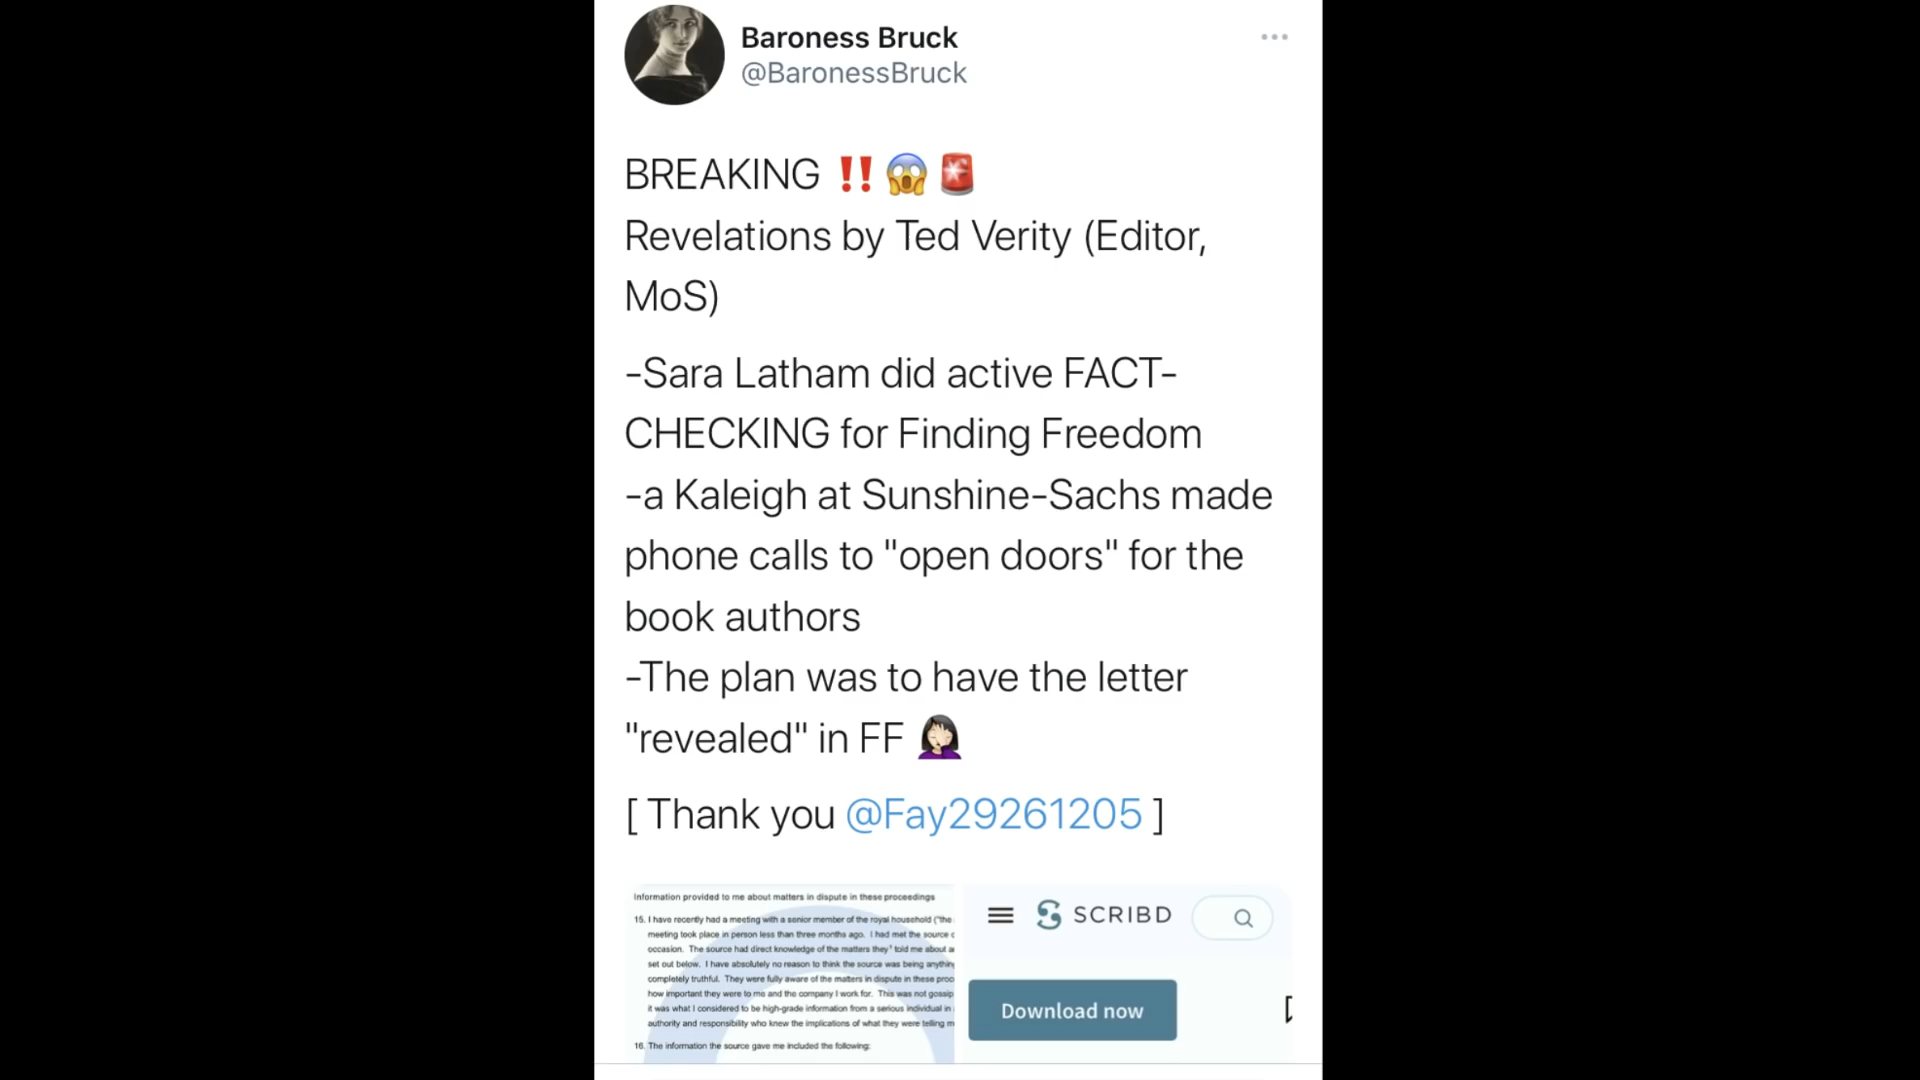 Baroness Bruck
@BaronessBruck
BREAKING ‼️😱🚨
Revelations by Ted Verity (Editor,
MoS)
-Sara Latham did active FACT-
CHECKING for Finding Freedom
-a Kaleigh at Sunshine-Sachs made
phone calls to "open doors" for the
book authors
-The plan was to have the letter
"revealed" in FF 🤦🏻‍♀️
[ Thank you @Fay29261205 ]
Information provided to me about matters in dispute in these proceedings
15. I have recently had a meeting with a senior member of the royal household ("the
meeting took place in person less than three months ago. I had met the source
occasion. The source had direct knowledge of the matters they¹ told me about
set out below. I have absolutely no reason to think the source was being anything
completely truthful. They were fully aware of the matters in dispute in these
how important they were to me and the company I work for. This was not gossip
it was what I considered to be high-grade information from a serious individual in
authority and responsibility who knew the implications of what they were telling
16. The information the source gave me included the following:
SCRIBD
Download now